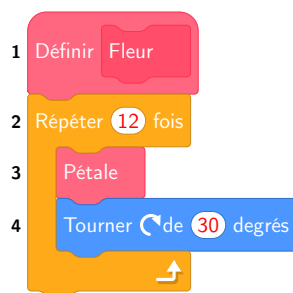 1 Définir Fleur
2 Répéter 12 fois
3 Pétale
4 Tourner ↻ de 30 degrés